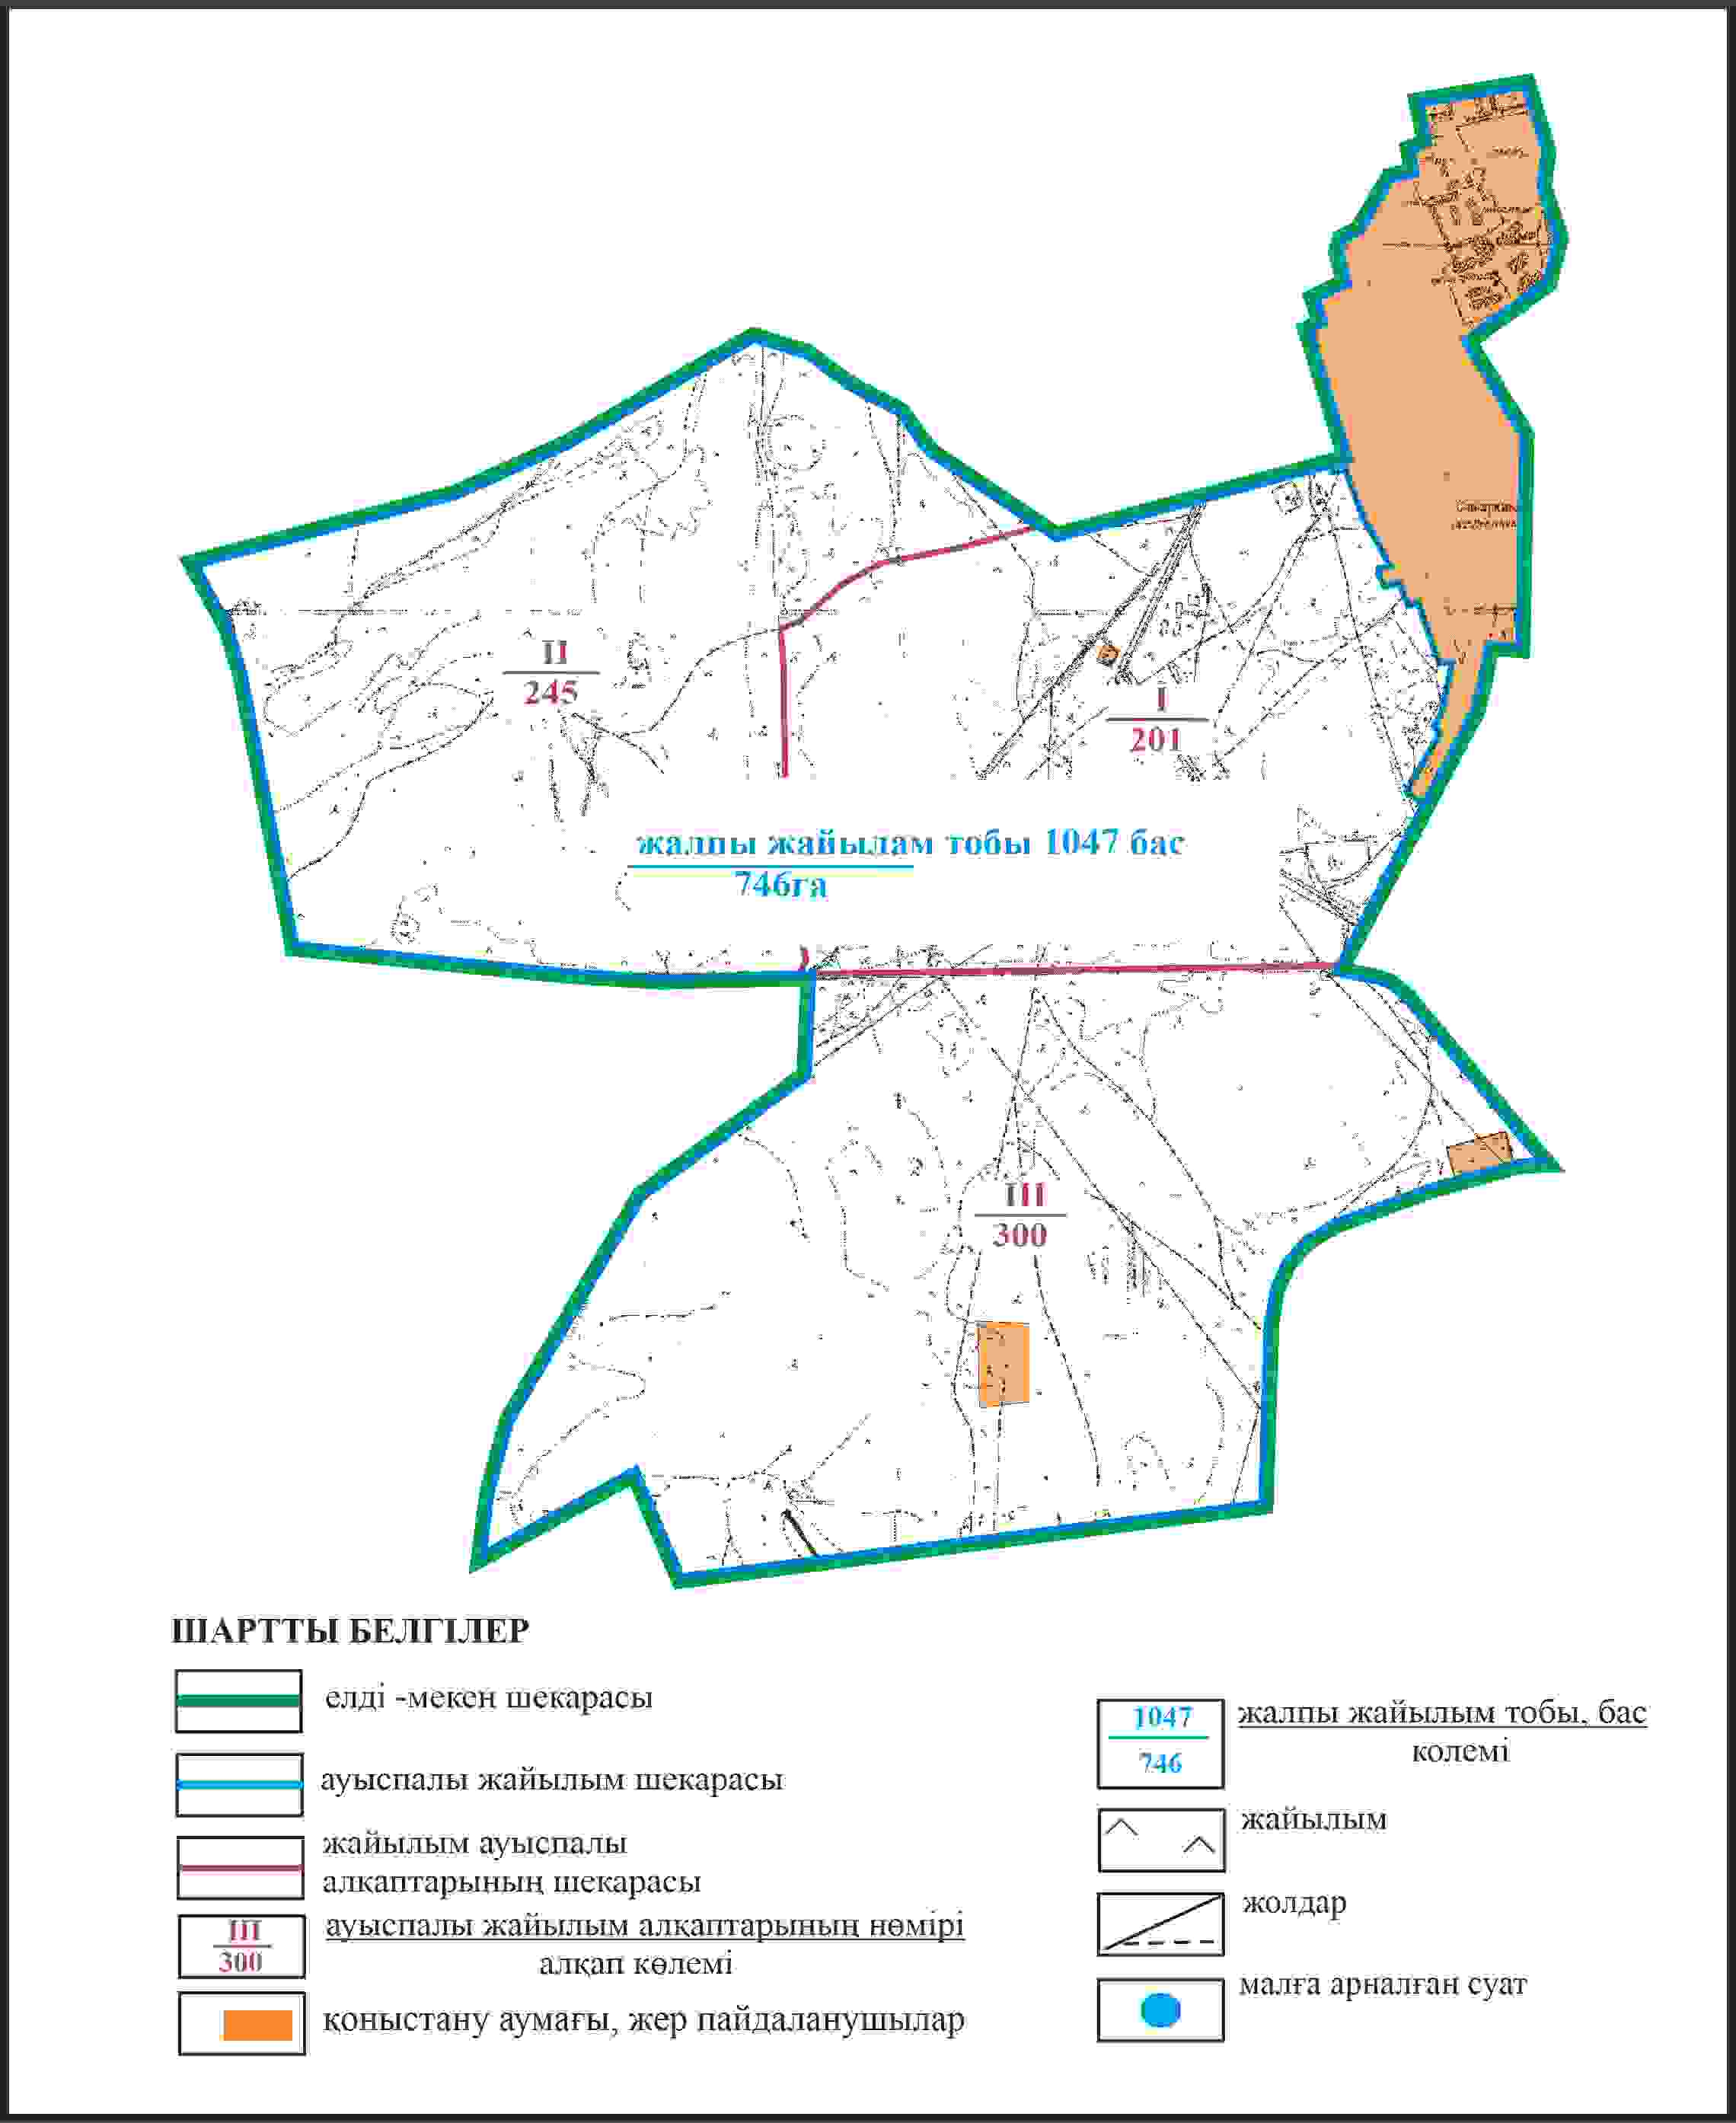 II
245
I
201
жалпы жайылам тобы 1047 бас
746га
III
300
ШАРТТЫ БЕЛГІЛЕР
елді -мекен шекарасы
ауыспалы жайылым шекарасы
жайылым ауыспалы
алқаптарының шекарасы
III
300
ауыспалы жайылым алқаптарының нөмірі
алқап көлемі
қоныстану аумағы, жер пайдаланушылар
1047
746
жалпы жайылым тобы, бас
колемі
жайылым
жолдар
малға арналған суат